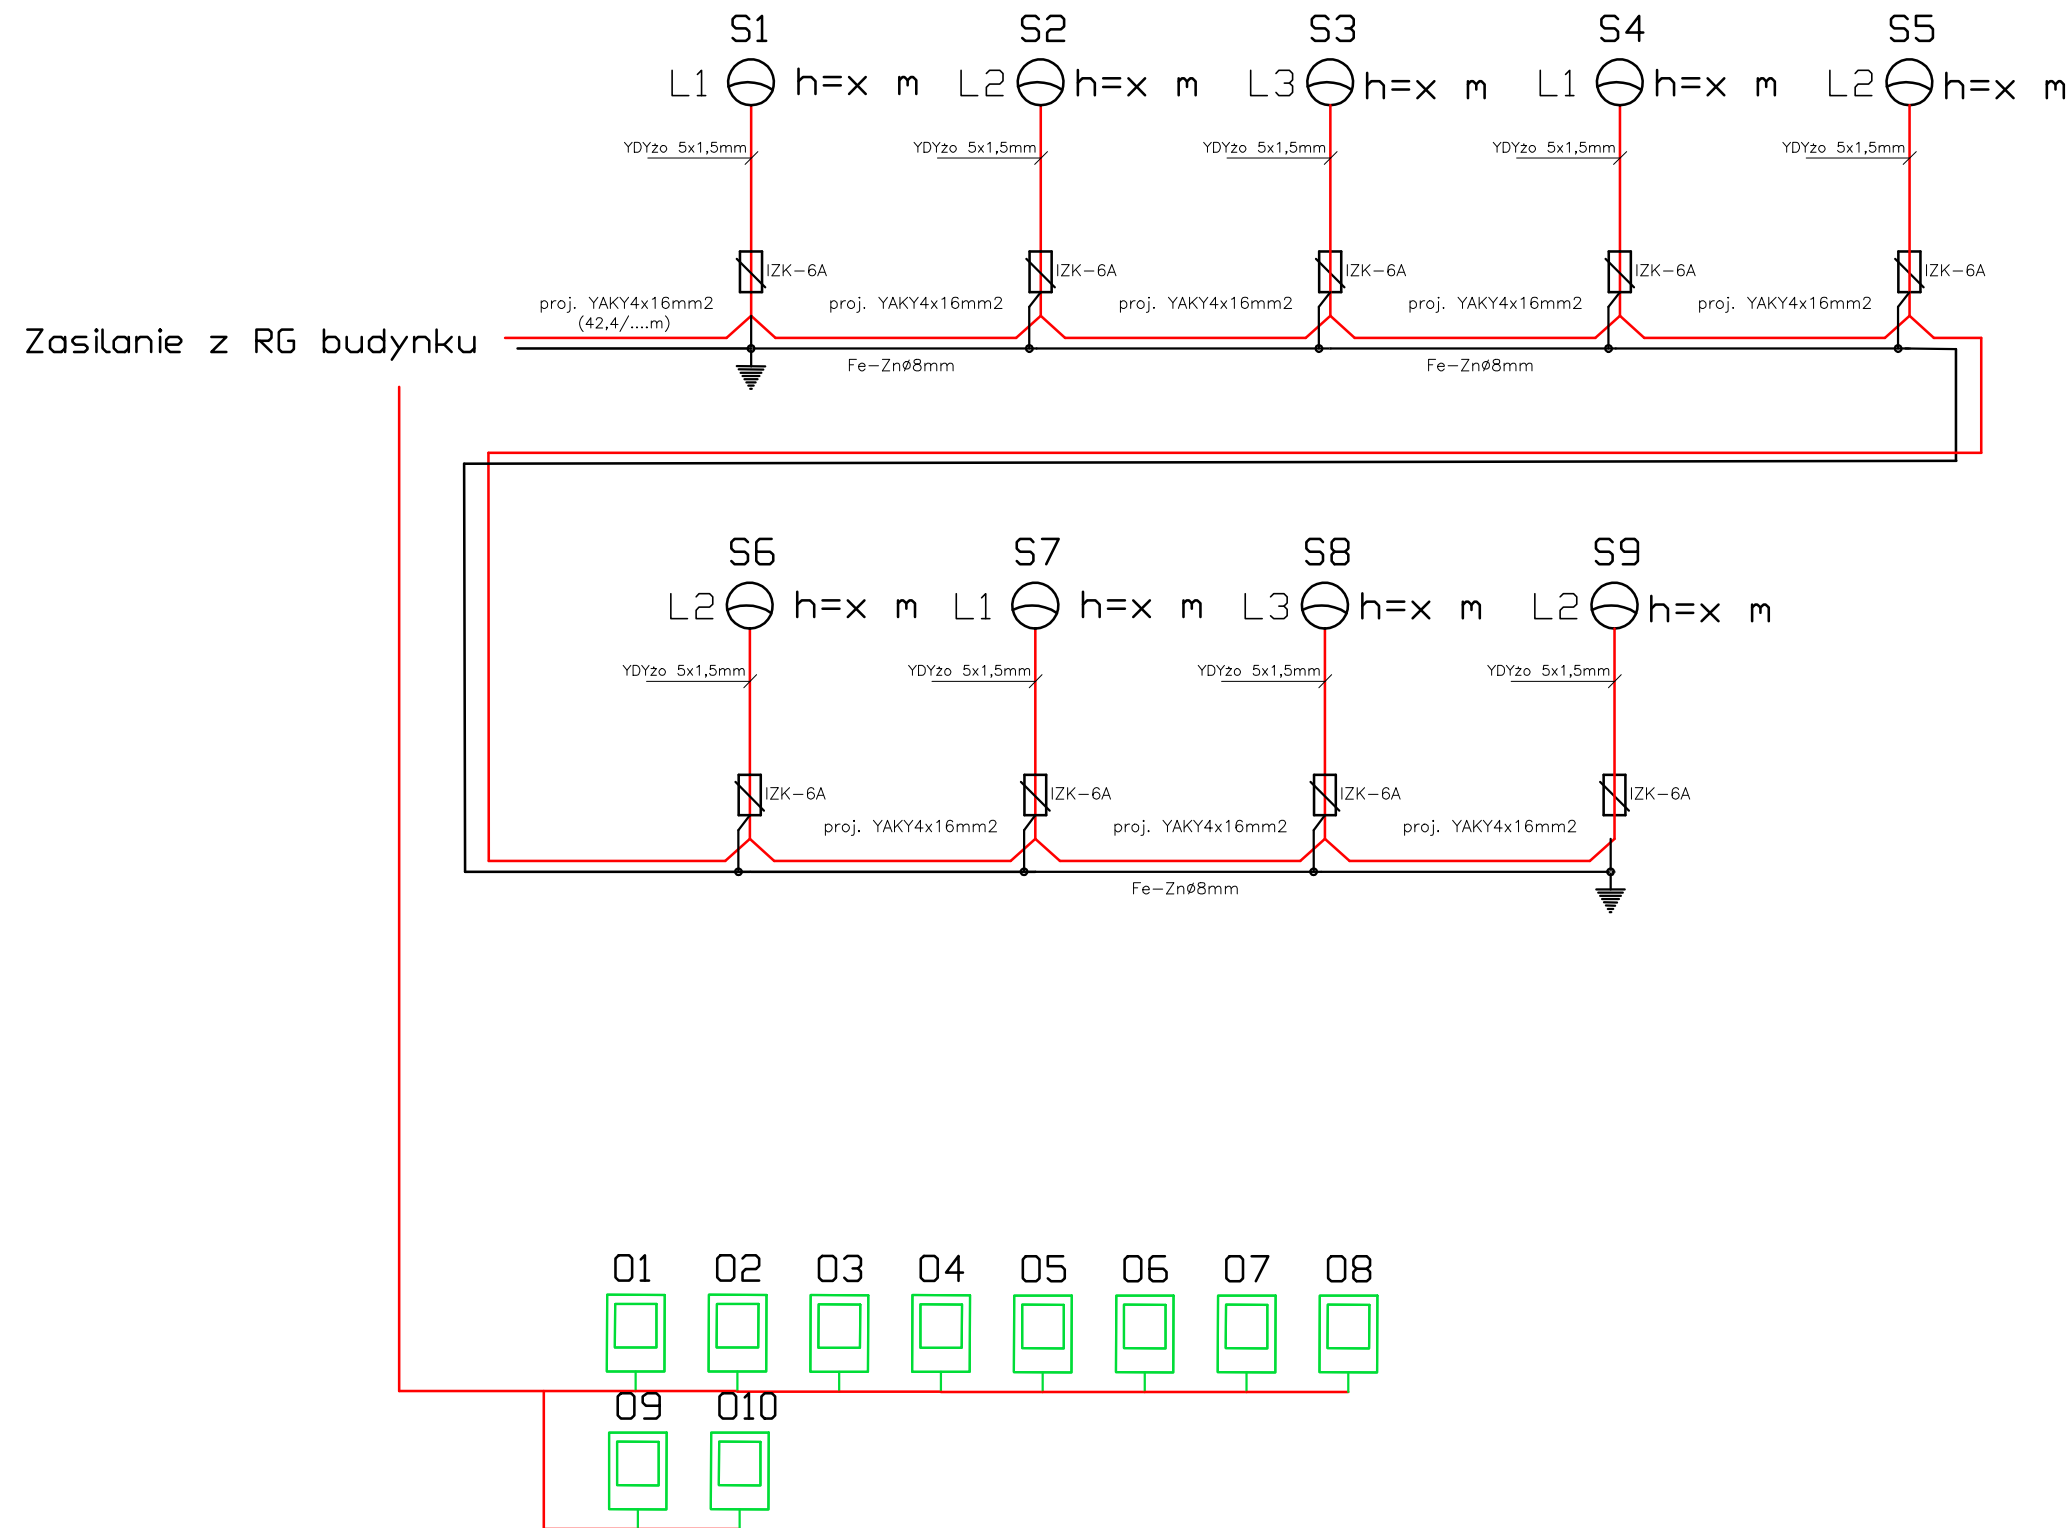 S1 S2 S3 S4 S5
L1 h=x m L2 h=x m L3 h=x m L1 h=x m L2 h=x m
YDYżo 5x1,5mm YDYżo 5x1,5mm YDYżo 5x1,5mm YDYżo 5x1,5mm YDYżo 5x1,5mm
IZK-6A IZK-6A IZK-6A IZK-6A IZK-6A
proj. YAKY4x16mm2 proj. YAKY4x16mm2 proj. YAKY4x16mm2 proj. YAKY4x16mm2 proj. YAKY4x16mm2
(42,4/....m)
Zasilanie z RG budynku
Fe-Znø8mm Fe-Znø8mm
S6 S7 S8 S9
L2 h=x m L1 h=x m L3 h=x m L2 h=x m
YDYżo 5x1,5mm YDYżo 5x1,5mm YDYżo 5x1,5mm YDYżo 5x1,5mm
IZK-6A IZK-6A IZK-6A IZK-6A
proj. YAKY4x16mm2 proj. YAKY4x16mm2 proj. YAKY4x16mm2
Fe-Znø8mm
O1 O2 O3 O4 O5 O6 O7 O8
O9 O10